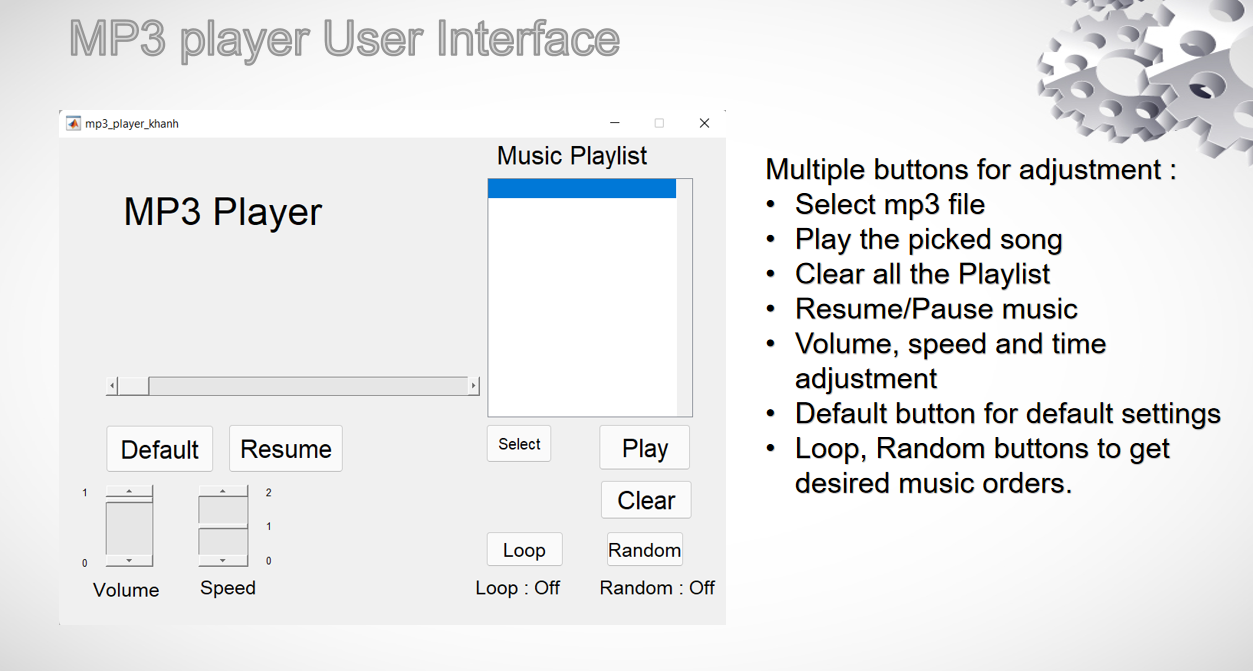 MP3 player User Interface
mp3_player_khanh
Music Playlist
MP3 Player
Default
Resume
Select
Play
Clear
1
0
Volume
2
1
0
Speed
Loop
Random
Loop : Off
Random : Off
Multiple buttons for adjustment :
• Select mp3 file
• Play the picked song
• Clear all the Playlist
• Resume/Pause music
• Volume, speed and time
adjustment
• Default button for default settings
• Loop, Random buttons to get
desired music orders.